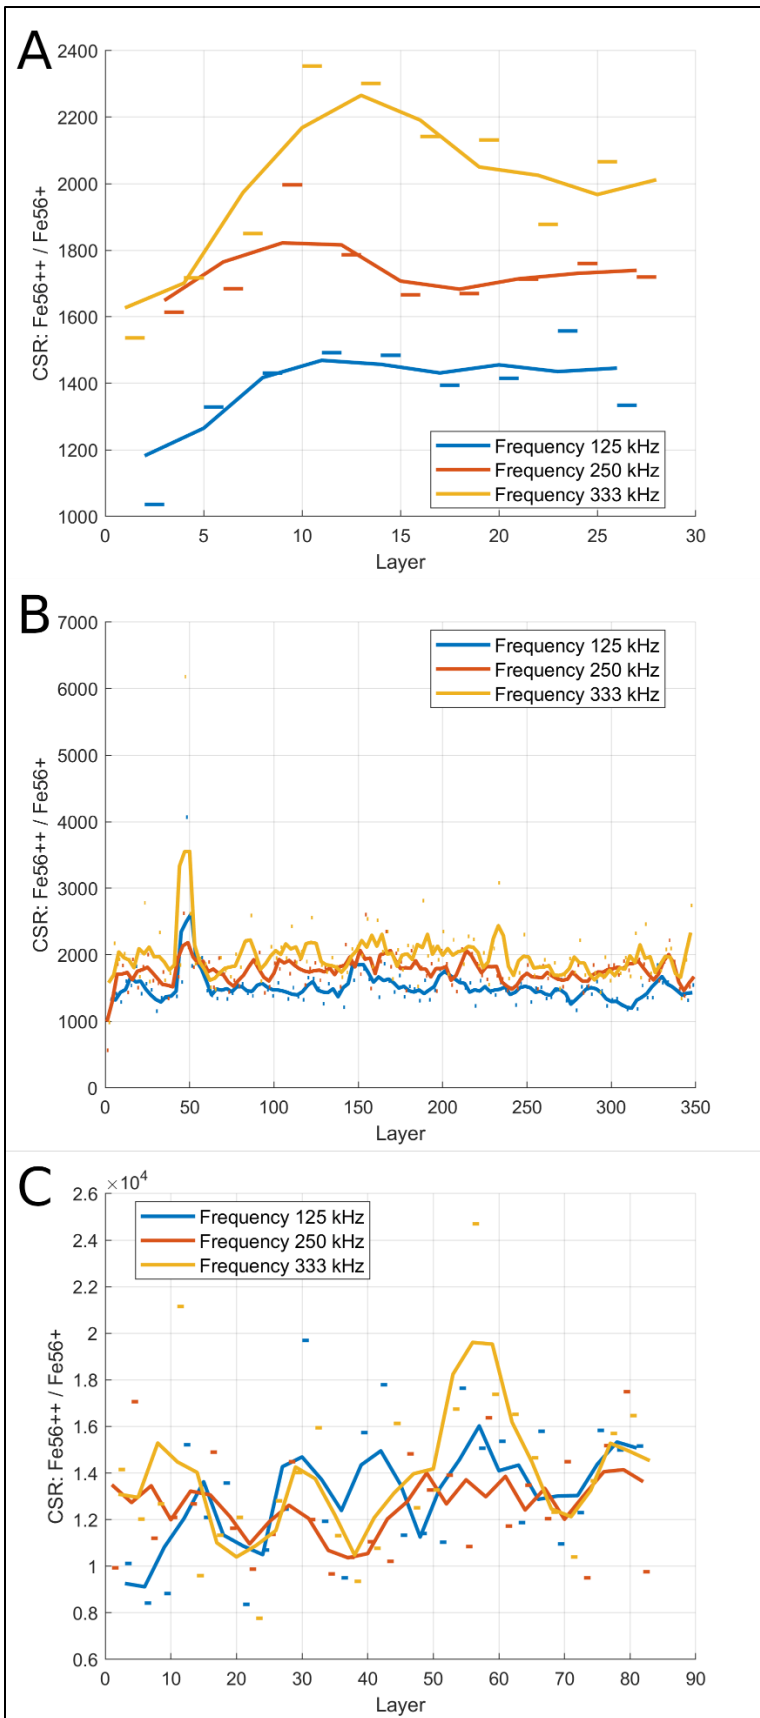 A
2400
2200
2000
1800
1600
1400
1200
1000
CSR: Fe56++ / Fe56+
Frequency 125 kHz
Frequency 250 kHz
Frequency 333 kHz
0 5 10 15 20 25 30
Layer
B
7000
6000
5000
4000
3000
2000
1000
0
CSR: Fe56++ / Fe56+
Frequency 125 kHz
Frequency 250 kHz
Frequency 333 kHz
0 50 100 150 200 250 300 350
Layer
C
×10⁴
2.6
2.4
2.2
2
1.8
1.6
1.4
1.2
1
0.8
0.6
CSR: Fe56++ / Fe56+
Frequency 125 kHz
Frequency 250 kHz
Frequency 333 kHz
0 10 20 30 40 50 60 70 80 90
Layer